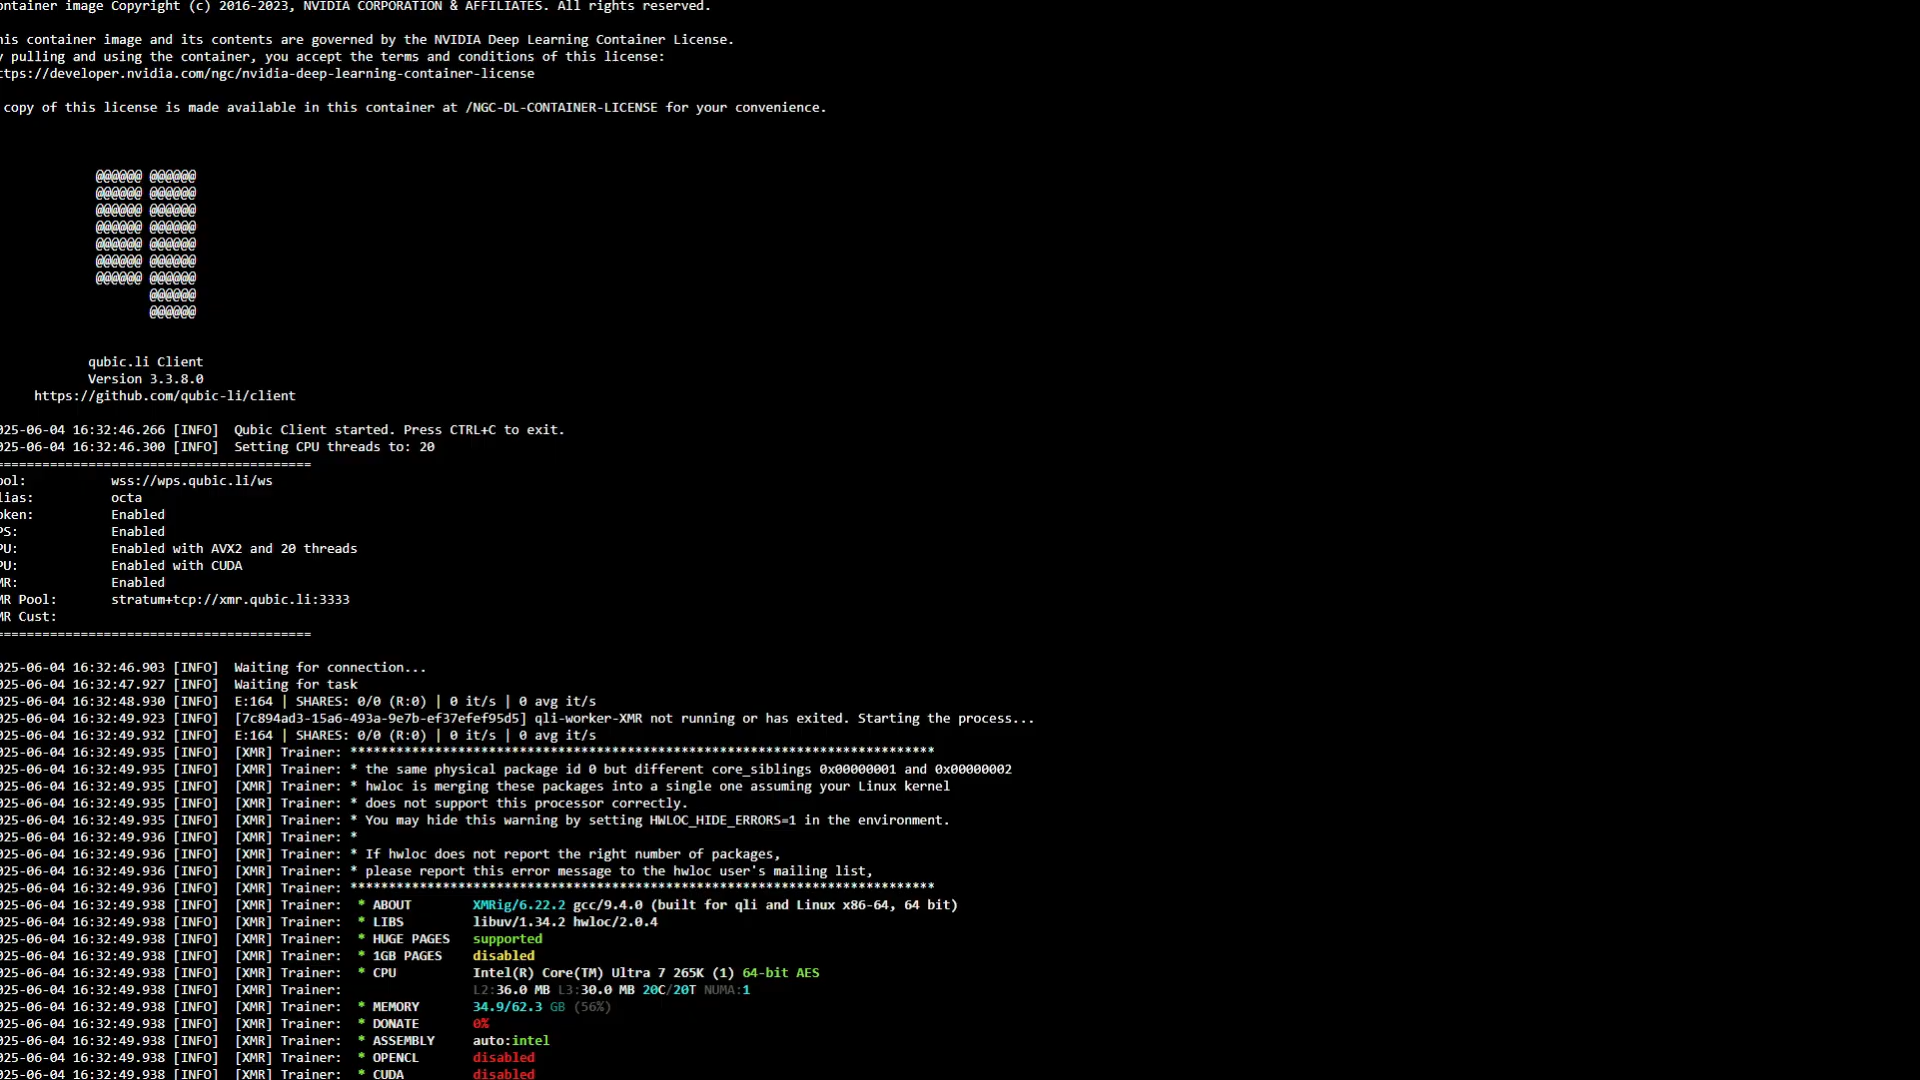 ontainer image Copyright (c) 2016-2023, NVIDIA CORPORATION & AFFILIATES. All rights reserved.
his container image and its contents are governed by the NVIDIA Deep Learning Container License.
y pulling and using the container, you accept the terms and conditions of this license:
ttps://developer.nvidia.com/ngc/nvidia-deep-learning-container-license
copy of this license is made available in this container at /NGC-DL-CONTAINER-LICENSE for your convenience.
@@@@@@ @@@@@@
@@@@@@ @@@@@@
@@@@@@ @@@@@@
@@@@@@ @@@@@@
@@@@@@ @@@@@@
@@@@@@ @@@@@@
@@@@@@ @@@@@@
@@@@@@
@@@@@@
qubic.li Client
Version 3.3.8.0
https://github.com/qubic-li/client
025-06-04 16:32:46.266 [INFO]  Qubic Client started. Press CTRL+C to exit.
025-06-04 16:32:46.300 [INFO]  Setting CPU threads to: 20
=========================================
ool:           wss://wps.qubic.li/ws
lias:          octa
oken:          Enabled
PS:            Enabled
PU:            Enabled with AVX2 and 20 threads
PU:            Enabled with CUDA
MR:            Enabled
MR Pool:       stratum+tcp://xmr.qubic.li:3333
MR Cust:
=========================================
025-06-04 16:32:46.903 [INFO]  Waiting for connection...
025-06-04 16:32:47.927 [INFO]  Waiting for task
025-06-04 16:32:48.930 [INFO]  E:164 | SHARES: 0/0 (R:0) | 0 it/s | 0 avg it/s
025-06-04 16:32:49.923 [INFO]  [7c894ad3-15a6-493a-9e7b-ef37efef95d5] qli-worker-XMR not running or has exited. Starting the process...
025-06-04 16:32:49.932 [INFO]  E:164 | SHARES: 0/0 (R:0) | 0 it/s | 0 avg it/s
025-06-04 16:32:49.935 [INFO]  [XMR] Trainer: ****************************************************************************
025-06-04 16:32:49.935 [INFO]  [XMR] Trainer: * the same physical package id 0 but different core_siblings 0x00000001 and 0x00000002
025-06-04 16:32:49.935 [INFO]  [XMR] Trainer: * hwloc is merging these packages into a single one assuming your Linux kernel
025-06-04 16:32:49.935 [INFO]  [XMR] Trainer: * does not support this processor correctly.
025-06-04 16:32:49.935 [INFO]  [XMR] Trainer: * You may hide this warning by setting HWLOC_HIDE_ERRORS=1 in the environment.
025-06-04 16:32:49.936 [INFO]  [XMR] Trainer: *
025-06-04 16:32:49.936 [INFO]  [XMR] Trainer: * If hwloc does not report the right number of packages,
025-06-04 16:32:49.936 [INFO]  [XMR] Trainer: * please report this error message to the hwloc user's mailing list,
025-06-04 16:32:49.936 [INFO]  [XMR] Trainer: ****************************************************************************
025-06-04 16:32:49.938 [INFO]  [XMR] Trainer:  * ABOUT        XMRig/6.22.2 gcc/9.4.0 (built for qli and Linux x86-64, 64 bit)
025-06-04 16:32:49.938 [INFO]  [XMR] Trainer:  * LIBS         libuv/1.34.2 hwloc/2.0.4
025-06-04 16:32:49.938 [INFO]  [XMR] Trainer:  * HUGE PAGES   supported
025-06-04 16:32:49.938 [INFO]  [XMR] Trainer:  * 1GB PAGES    disabled
025-06-04 16:32:49.938 [INFO]  [XMR] Trainer:  * CPU          Intel(R) Core(TM) Ultra 7 265K (1) 64-bit AES
025-06-04 16:32:49.938 [INFO]  [XMR] Trainer:                 L2:36.0 MB L3:30.0 MB 20C/20T NUMA:1
025-06-04 16:32:49.938 [INFO]  [XMR] Trainer:  * MEMORY       34.9/62.3 GB (56%)
025-06-04 16:32:49.938 [INFO]  [XMR] Trainer:  * DONATE       0%
025-06-04 16:32:49.938 [INFO]  [XMR] Trainer:  * ASSEMBLY     auto:intel
025-06-04 16:32:49.938 [INFO]  [XMR] Trainer:  * OPENCL       disabled
025-06-04 16:32:49.938 [INFO]  [XMR] Trainer:  * CUDA         disabled